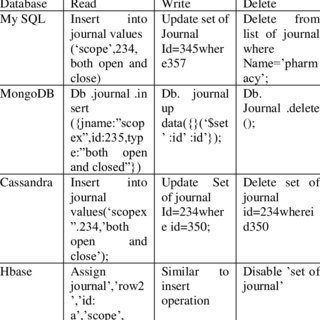 Database Read Write Delete
My SQL Insert into Update set of Delete from
journal values Journal list of journal
('scope',234, Id=345wher where
both open and e357 Name='pharm
close) acy';
MongoDB Db .journal .in Db. journal Db.
sert up Journal .delete
({jname:"scop data({}('$set ();
ex",id:235,typ ' :id' :id'});
e:"both open
and closed"})
Cassandra Insert into Update Set Delete set of
journal of journal journal
values('scopex Id=234wher id=234wherei
".234,'both e id=350; d350
open and
close');
Hbase Assign Similar to Disable 'set of
journal','row2 insert journal'
','id: operation
a','scope',